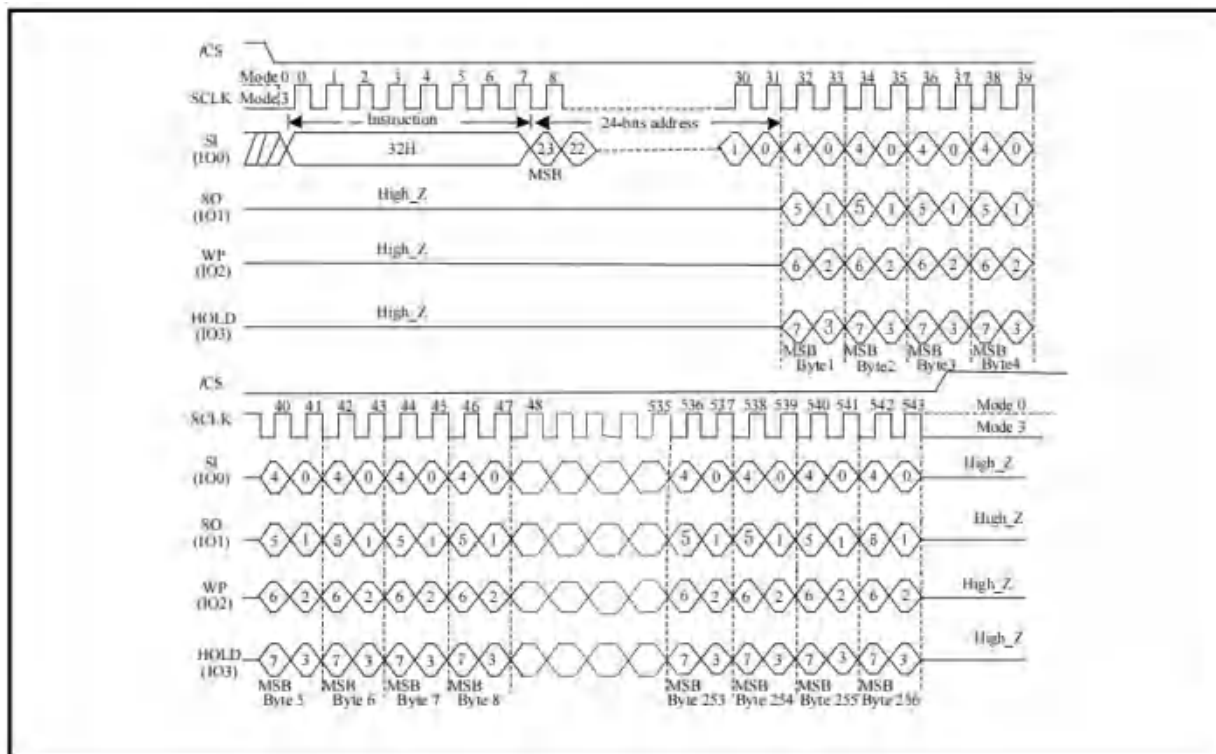 /CS
Mode 0 0 1 2 3 4 5 6 7 8 30 31 32 33 34 35 36 37 38 39
SCLK Mode 3
Instruction 24-bits address
SI (IO0) 32H 23 22 1 0 4 0 4 0 4 0 4 0
MSB
SO (IO1) High_Z 5 1 5 1 5 1 5 1
WP (IO2) High_Z 6 2 6 2 6 2 6 2
HOLD (IO3) High_Z 7 3 7 3 7 3 7 3
MSB MSB MSB MSB
Byte1 Byte2 Byte3 Byte4
/CS
SCLK 40 41 42 43 44 45 46 47 48 535 536 537 538 539 540 541 542 543 Mode 0
Mode 3
SI (IO0) 4 0 4 0 4 0 4 0 4 0 4 0 4 0 4 0 High_Z
SO (IO1) 5 1 5 1 5 1 5 1 5 1 5 1 5 1 5 1 High_Z
WP (IO2) 6 2 6 2 6 2 6 2 6 2 6 2 6 2 6 2 High_Z
HOLD (IO3) 7 3 7 3 7 3 7 3 7 3 7 3 7 3 7 3 High_Z
MSB MSB MSB MSB MSB MSB MSB MSB
Byte 5 Byte 6 Byte 7 Byte 8 Byte 253 Byte 254 Byte 255 Byte 256